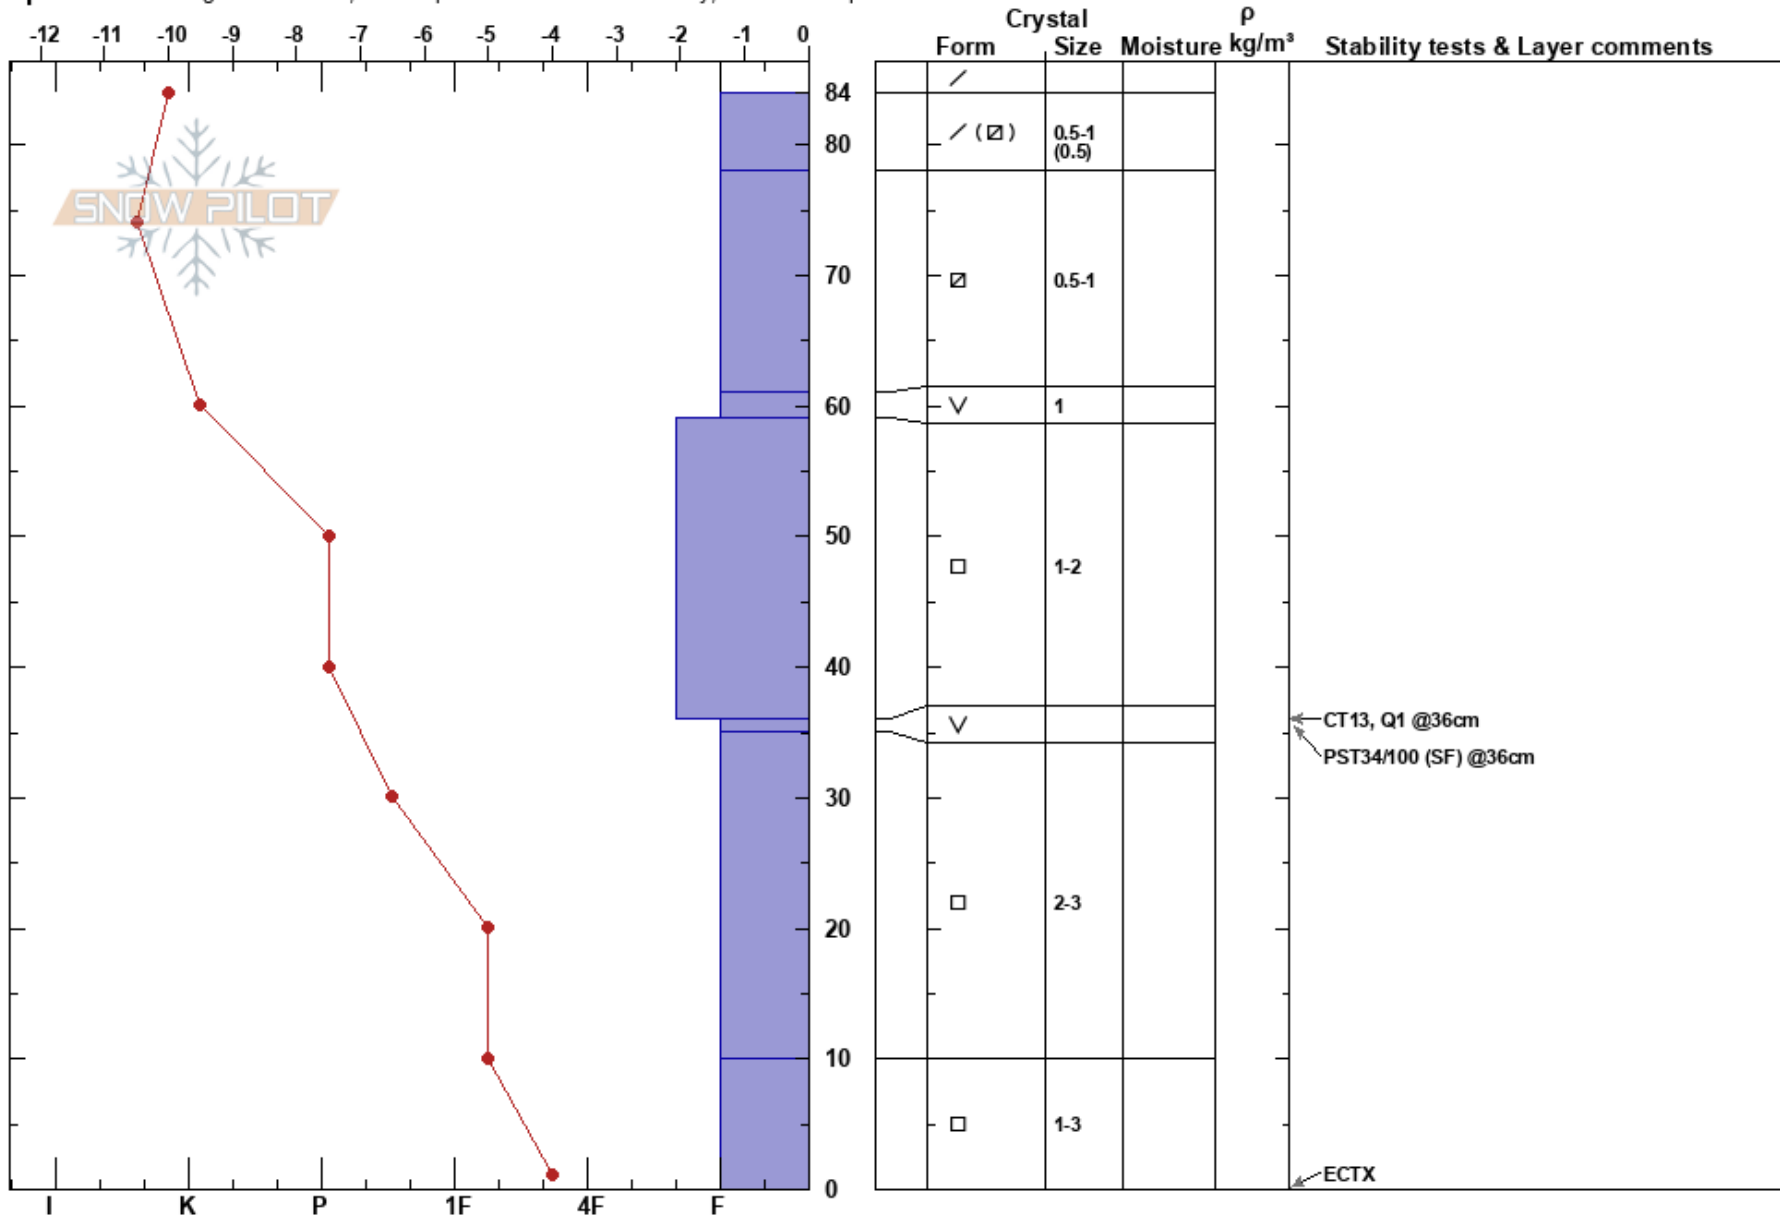 Crystal ρ
-12 -11 -10 -9 -8 -7 -6 -5 -4 -3 -2 -1 0 Form Size Moisture kg/m³ Stability tests & Layer comments
84
80 0.5-1
(0.5)
SNOW PILOT
70 0.5-1
60 1
50
1-2
40
CT13, Q1 @36cm
PST34/100 (SF) @36cm
30
2-3
20
10
1-3
ECTX
0
I K P 1F 4F F